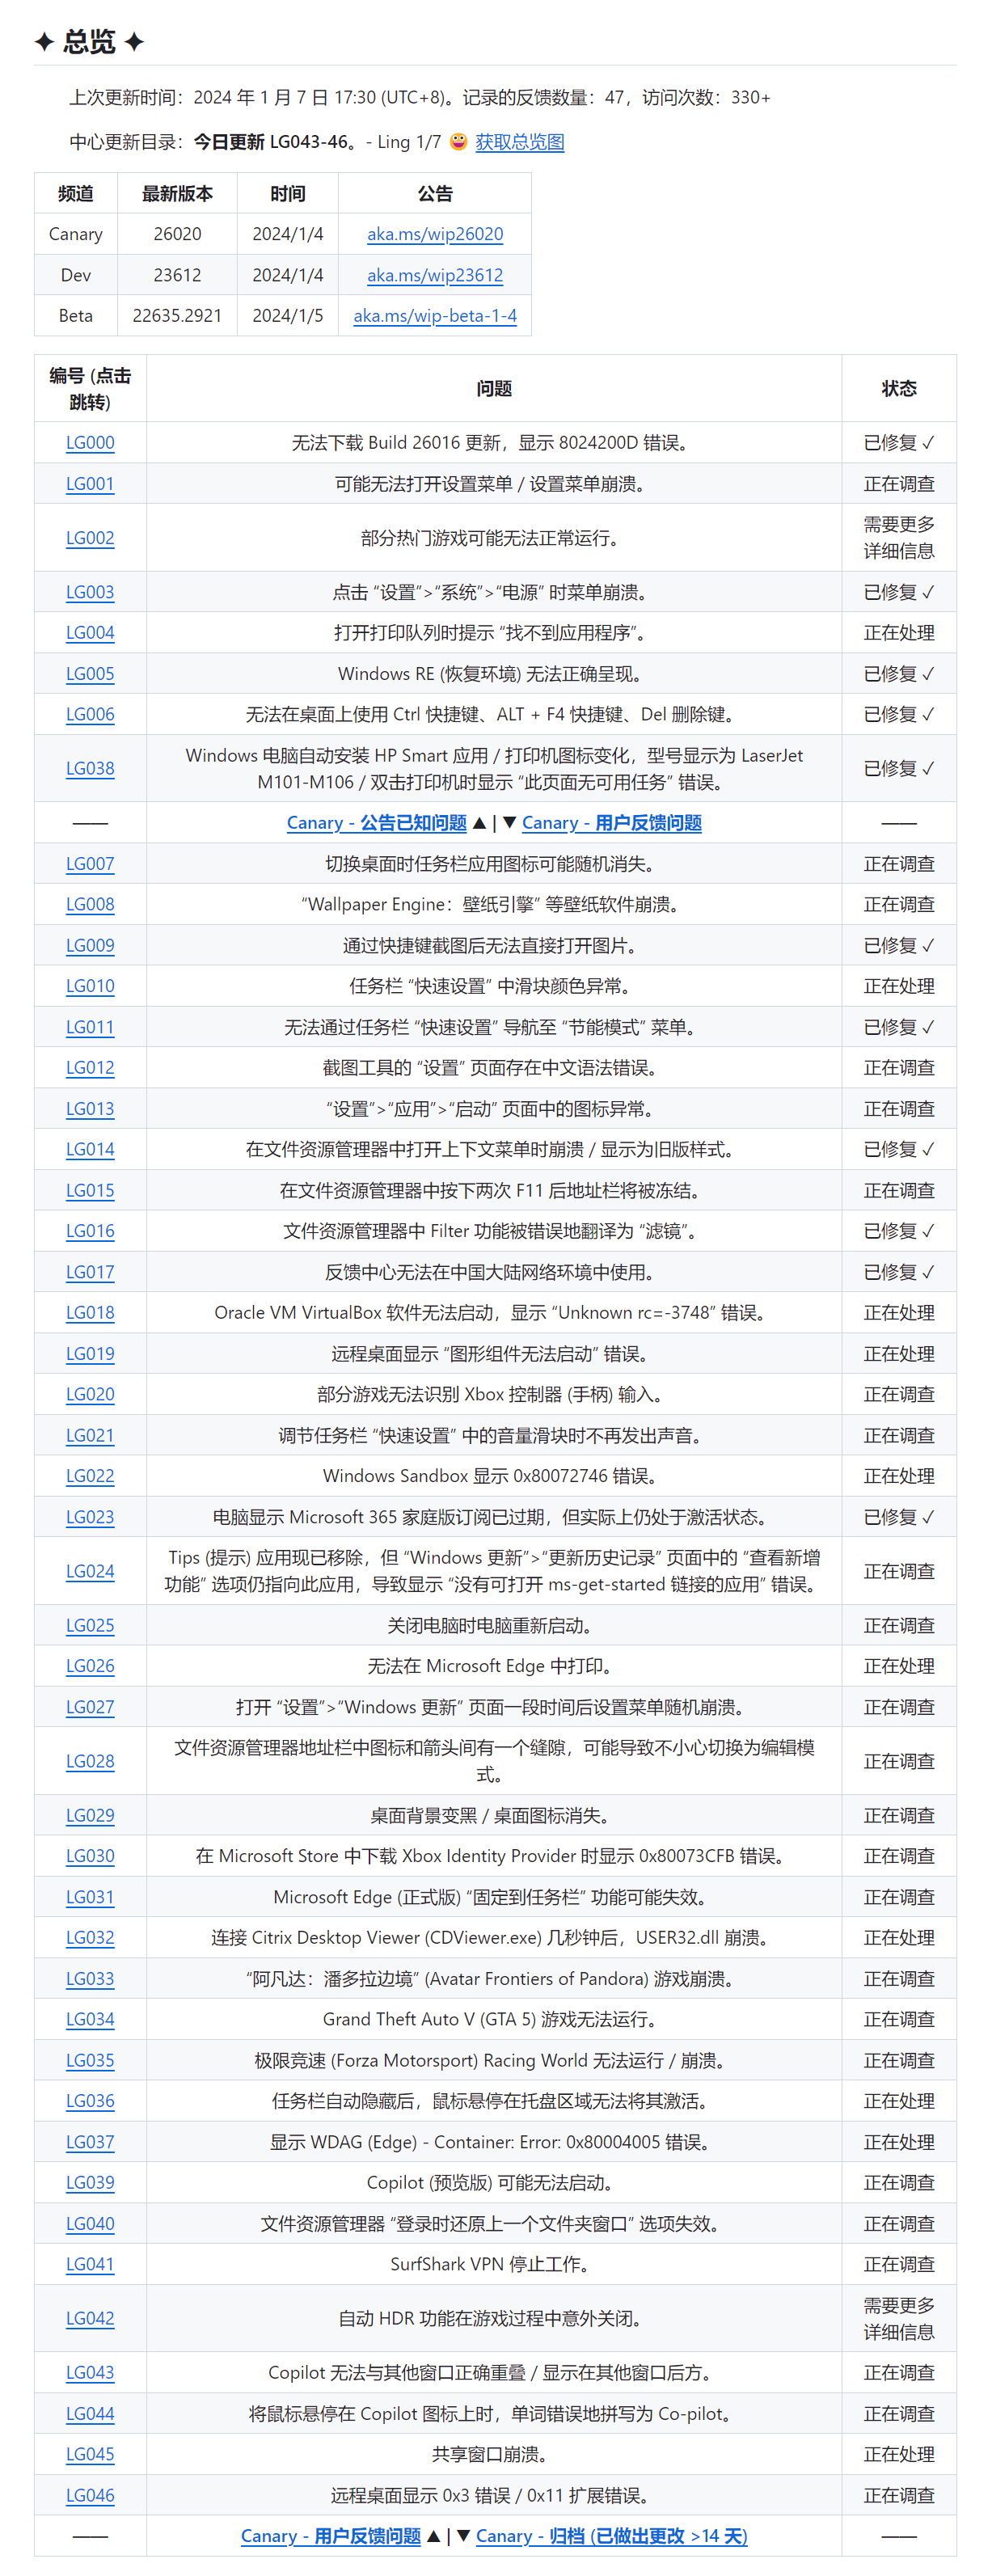 ✦ 总览 ✦
上次更新时间：2024 年 1 月 7 日 17:30 (UTC+8)。记录的反馈数量：47，访问次数：330+
中心更新目录：今日更新 LG043-46。- Ling 1/7 😀 获取总览图
频道 最新版本 时间 公告
Canary 26020 2024/1/4 aka.ms/wip26020
Dev 23612 2024/1/4 aka.ms/wip23612
Beta 22635.2921 2024/1/5 aka.ms/wip-beta-1-4
编号 (点击
跳转) 问题 状态
LG000 无法下载 Build 26016 更新，显示 8024200D 错误。 已修复 ✓
LG001 可能无法打开设置菜单 / 设置菜单崩溃。 正在调查
LG002 部分热门游戏可能无法正常运行。 需要更多
详细信息
LG003 点击 “设置”>“系统”>“电源” 时菜单崩溃。 已修复 ✓
LG004 打开打印队列时提示 “找不到应用程序”。 正在处理
LG005 Windows RE (恢复环境) 无法正确呈现。 已修复 ✓
LG006 无法在桌面上使用 Ctrl 快捷键、ALT + F4 快捷键、Del 删除键。 已修复 ✓
LG038 Windows 电脑自动安装 HP Smart 应用 / 打印机图标变化，型号显示为 LaserJet
M101-M106 / 双击打印机时显示 “此页面无可用任务” 错误。 已修复 ✓
—— Canary - 公告已知问题 ▲ | ▼ Canary - 用户反馈问题 ——
LG007 切换桌面时任务栏应用图标可能随机消失。 正在调查
LG008 “Wallpaper Engine：壁纸引擎” 等壁纸软件崩溃。 正在调查
LG009 通过快捷键截图后无法直接打开图片。 已修复 ✓
LG010 任务栏 “快速设置” 中滑块颜色异常。 正在处理
LG011 无法通过任务栏 “快速设置” 导航至 “节能模式” 菜单。 已修复 ✓
LG012 截图工具的 “设置” 页面存在中文语法错误。 正在调查
LG013 “设置”>“应用”>“启动” 页面中的图标异常。 正在调查
LG014 在文件资源管理器中打开上下文菜单时崩溃 / 显示为旧版样式。 已修复 ✓
LG015 在文件资源管理器中按下两次 F11 后地址栏将被冻结。 正在调查
LG016 文件资源管理器中 Filter 功能被错误地翻译为 “滤镜”。 已修复 ✓
LG017 反馈中心无法在中国大陆网络环境中使用。 已修复 ✓
LG018 Oracle VM VirtualBox 软件无法启动，显示 “Unknown rc=-3748” 错误。 正在处理
LG019 远程桌面显示 “图形组件无法启动” 错误。 正在处理
LG020 部分游戏无法识别 Xbox 控制器 (手柄) 输入。 正在调查
LG021 调节任务栏 “快速设置” 中的音量滑块时不再发出声音。 正在调查
LG022 Windows Sandbox 显示 0x80072746 错误。 正在处理
LG023 电脑显示 Microsoft 365 家庭版订阅已过期，但实际上仍处于激活状态。 已修复 ✓
LG024 Tips (提示) 应用现已移除，但 “Windows 更新”>“更新历史记录” 页面中的 “查看新增
功能” 选项仍指向此应用，导致显示 “没有可打开 ms-get-started 链接的应用” 错误。 正在调查
LG025 关闭电脑时电脑重新启动。 正在调查
LG026 无法在 Microsoft Edge 中打印。 正在处理
LG027 打开 “设置”>“Windows 更新” 页面一段时间后设置菜单随机崩溃。 正在调查
LG028 文件资源管理器地址栏中图标和箭头间有一个缝隙，可能导致不小心切换为编辑模
式。 正在调查
LG029 桌面背景变黑 / 桌面图标消失。 正在调查
LG030 在 Microsoft Store 中下载 Xbox Identity Provider 时显示 0x80073CFB 错误。 正在调查
LG031 Microsoft Edge (正式版) “固定到任务栏” 功能可能失效。 正在调查
LG032 连接 Citrix Desktop Viewer (CDViewer.exe) 几秒钟后，USER32.dll 崩溃。 正在处理
LG033 “阿凡达：潘多拉边境” (Avatar Frontiers of Pandora) 游戏崩溃。 正在调查
LG034 Grand Theft Auto V (GTA 5) 游戏无法运行。 正在调查
LG035 极限竞速 (Forza Motorsport) Racing World 无法运行 / 崩溃。 正在调查
LG036 任务栏自动隐藏后，鼠标悬停在托盘区域无法将其激活。 正在处理
LG037 显示 WDAG (Edge) - Container: Error: 0x80004005 错误。 正在处理
LG039 Copilot (预览版) 可能无法启动。 正在调查
LG040 文件资源管理器 “登录时还原上一个文件夹窗口” 选项失效。 正在调查
LG041 SurfShark VPN 停止工作。 正在调查
LG042 自动 HDR 功能在游戏过程中意外关闭。 需要更多
详细信息
LG043 Copilot 无法与其他窗口正确重叠 / 显示在其他窗口后方。 正在调查
LG044 将鼠标悬停在 Copilot 图标上时，单词错误地拼写为 Co-pilot。 正在调查
LG045 共享窗口崩溃。 正在处理
LG046 远程桌面显示 0x3 错误 / 0x11 扩展错误。 正在调查
—— Canary - 用户反馈问题 ▲ | ▼ Canary - 归档 (已做出更改 >14 天) ——